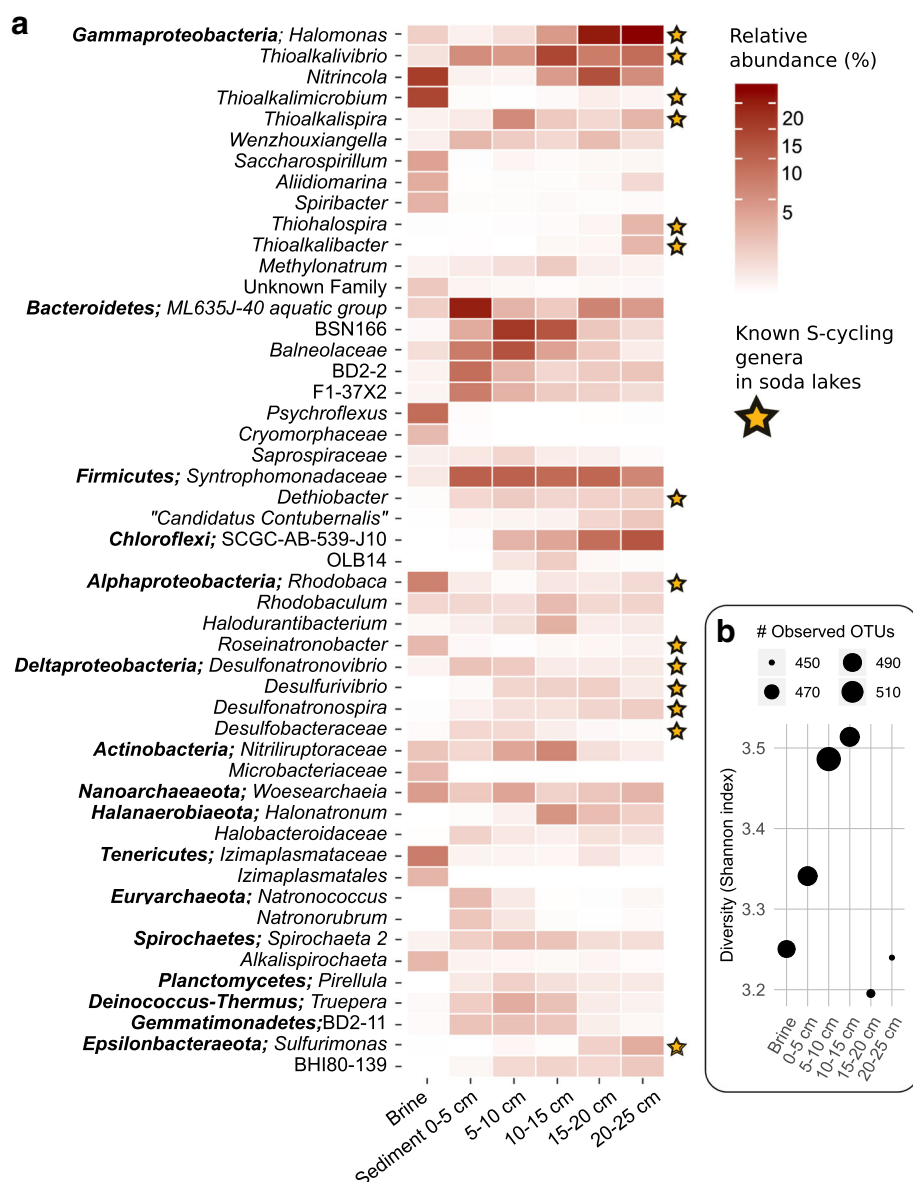 a
Gammaproteobacteria; Halomonas
Thioalkalivibrio
Nitrincola
Thioalkalimicrobium
Thioalkalispira
Wenzhouxiangella
Saccharospirillum
Aliidiomarina
Spiribacter
Thiohalospira
Thioalkalibacter
Methylonatrum
Unknown Family
Bacteroidetes; ML635J-40 aquatic group
BSN166
Balneolaceae
BD2-2
F1-37X2
Psychroflexus
Cryomorphaceae
Saprospiraceae
Firmicutes; Syntrophomonadaceae
Dethiobacter
"Candidatus Contubernalis"
Chloroflexi; SCGC-AB-539-J10
OLB14
Alphaproteobacteria; Rhodobaca
Rhodobaculum
Halodurantibacterium
Roseinatronobacter
Deltaproteobacteria; Desulfonatronovibrio
Desulfurivibrio
Desulfonatronospira
Desulfobacteraceae
Actinobacteria; Nitriliruptoraceae
Microbacteriaceae
Nanoarchaeaeota; Woesearchaeia
Halanaerobiaeota; Halonatronum
Halobacteroidaceae
Tenericutes; Izimaplasmataceae
Izimaplasmatales
Euryarchaeota; Natronococcus
Natronorubrum
Spirochaetes; Spirochaeta 2
Alkalispirochaeta
Planctomycetes; Pirellula
Deinococcus-Thermus; Truepera
Gemmatimonadetes;BD2-11
Epsilonbacteraeota; Sulfurimonas
BHI80-139
Brine
Sediment 0-5 cm
5-10 cm
10-15 cm
15-20 cm
20-25 cm
Relative
abundance (%)
20
15
10
5
Known S-cycling
genera
in soda lakes
b
# Observed OTUs
450
490
470
510
Diversity (Shannon index)
3.5
3.4
3.3
3.2
Brine
0-5 cm
5-10 cm
10-15 cm
15-20 cm
20-25 cm